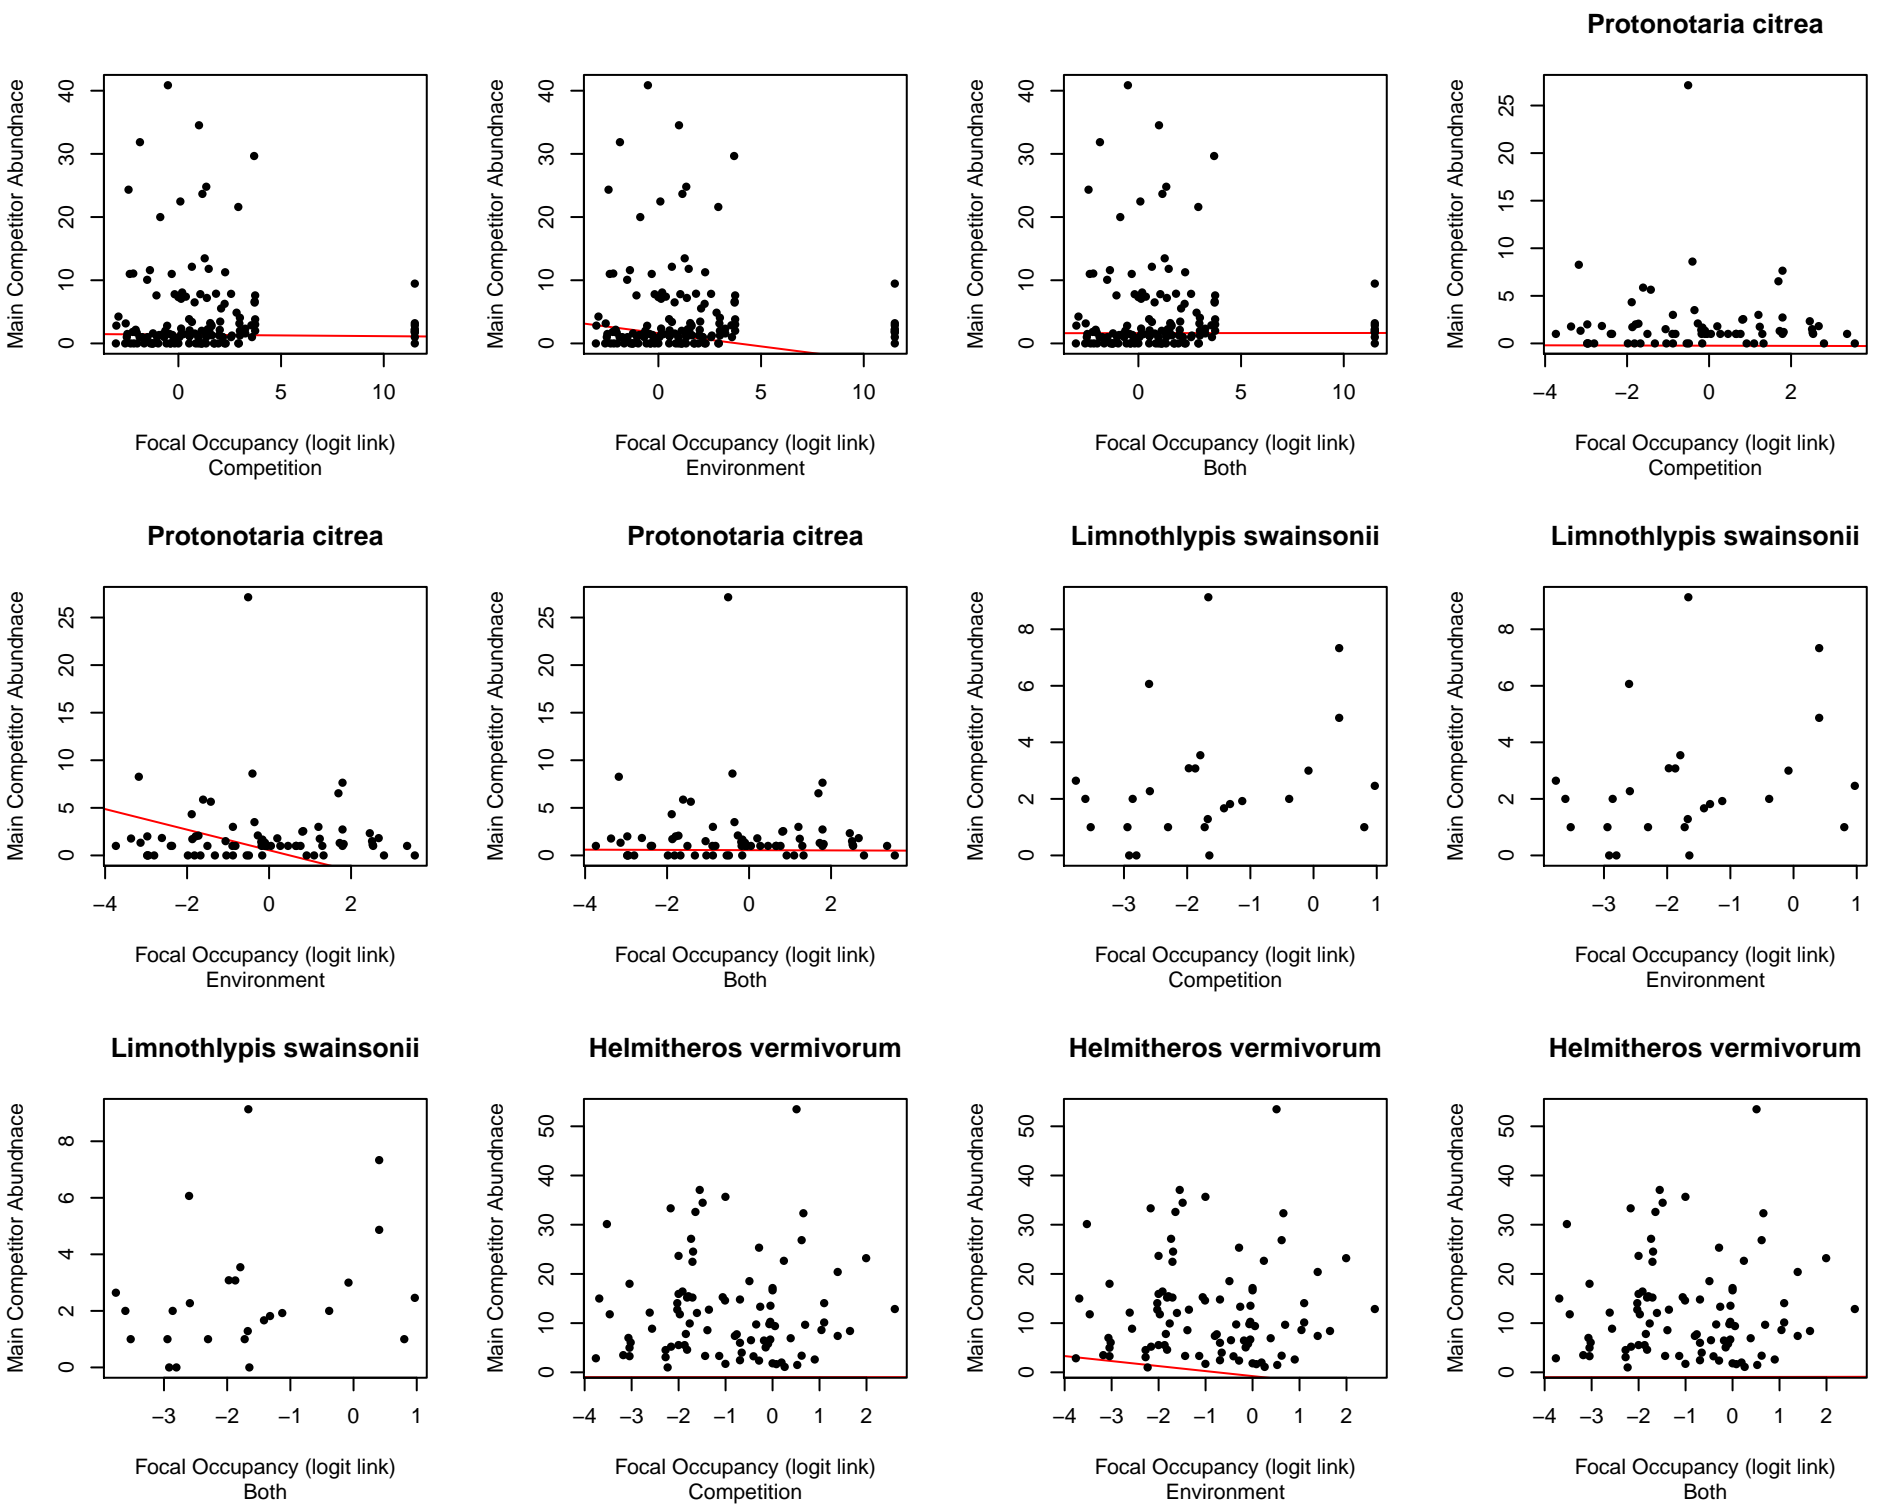 Protonotaria citrea
Main Competitor Abundnace
0 10 20 30 40
0 5 10
Focal Occupancy (logit link)
Competition
Main Competitor Abundnace
0 10 20 30 40
0 5 10
Focal Occupancy (logit link)
Environment
Main Competitor Abundnace
0 10 20 30 40
0 5 10
Focal Occupancy (logit link)
Both
Main Competitor Abundnace
0 5 10 15 20 25
−4 −2 0 2
Focal Occupancy (logit link)
Competition
Protonotaria citrea
Main Competitor Abundnace
0 5 10 15 20 25
−4 −2 0 2
Focal Occupancy (logit link)
Environment
Protonotaria citrea
Main Competitor Abundnace
0 5 10 15 20 25
−4 −2 0 2
Focal Occupancy (logit link)
Both
Limnothlypis swainsonii
Main Competitor Abundnace
0 2 4 6 8
−3 −2 −1 0 1
Focal Occupancy (logit link)
Competition
Limnothlypis swainsonii
Main Competitor Abundnace
0 2 4 6 8
−3 −2 −1 0 1
Focal Occupancy (logit link)
Environment
Limnothlypis swainsonii
Main Competitor Abundnace
0 2 4 6 8
−3 −2 −1 0 1
Focal Occupancy (logit link)
Both
Helmitheros vermivorum
Main Competitor Abundnace
0 10 20 30 40 50
−4 −3 −2 −1 0 1 2
Focal Occupancy (logit link)
Competition
Helmitheros vermivorum
Main Competitor Abundnace
0 10 20 30 40 50
−4 −3 −2 −1 0 1 2
Focal Occupancy (logit link)
Environment
Helmitheros vermivorum
Main Competitor Abundnace
0 10 20 30 40 50
−4 −3 −2 −1 0 1 2
Focal Occupancy (logit link)
Both